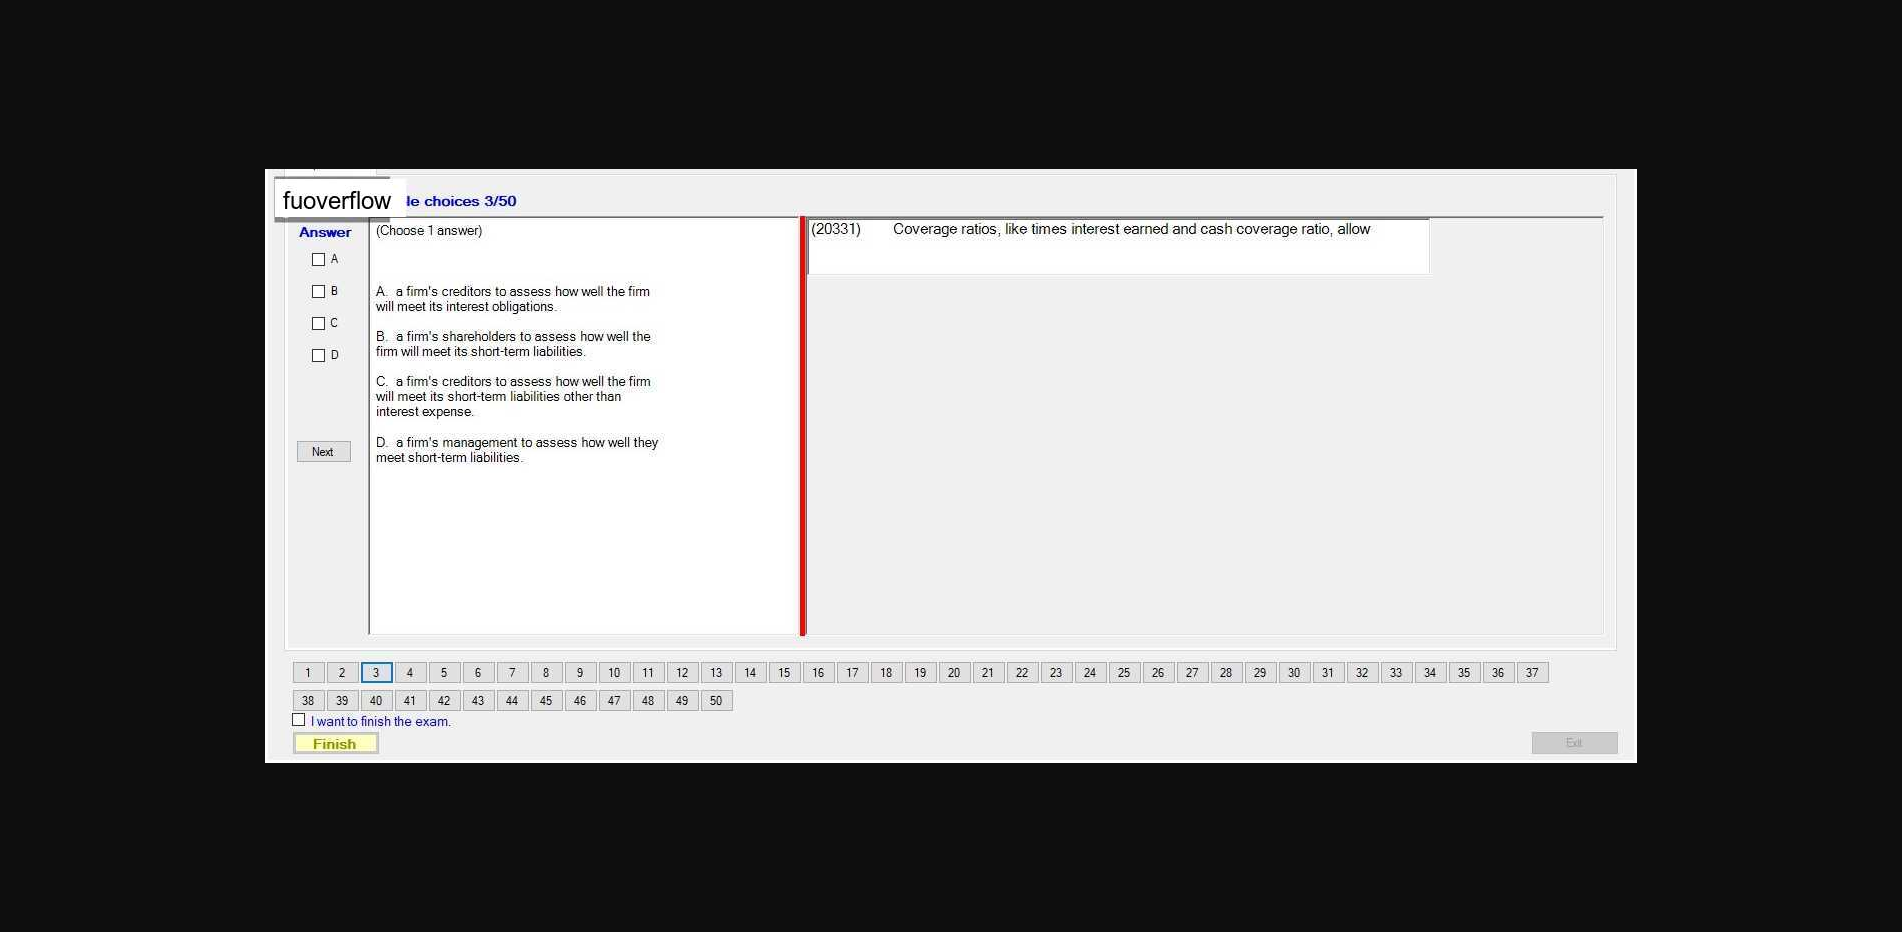 fuoverflow
le choices 3/50
Answer
(Choose 1 answer)
(20331) Coverage ratios, like times interest earned and cash coverage ratio, allow
A
B
C
D
A. a firm's creditors to assess how well the firm
will meet its interest obligations.
B. a firm's shareholders to assess how well the
firm will meet its short-term liabilities.
C. a firm's creditors to assess how well the firm
will meet its short-term liabilities other than
interest expense.
D. a firm's management to assess how well they
meet short-term liabilities.
Next
1 2 3 4 5 6 7 8 9 10 11 12 13 14 15 16 17 18 19 20 21 22 23 24 25 26 27 28 29 30 31 32 33 34 35 36 37
38 39 40 41 42 43 44 45 46 47 48 49 50
I want to finish the exam.
Finish
Exit